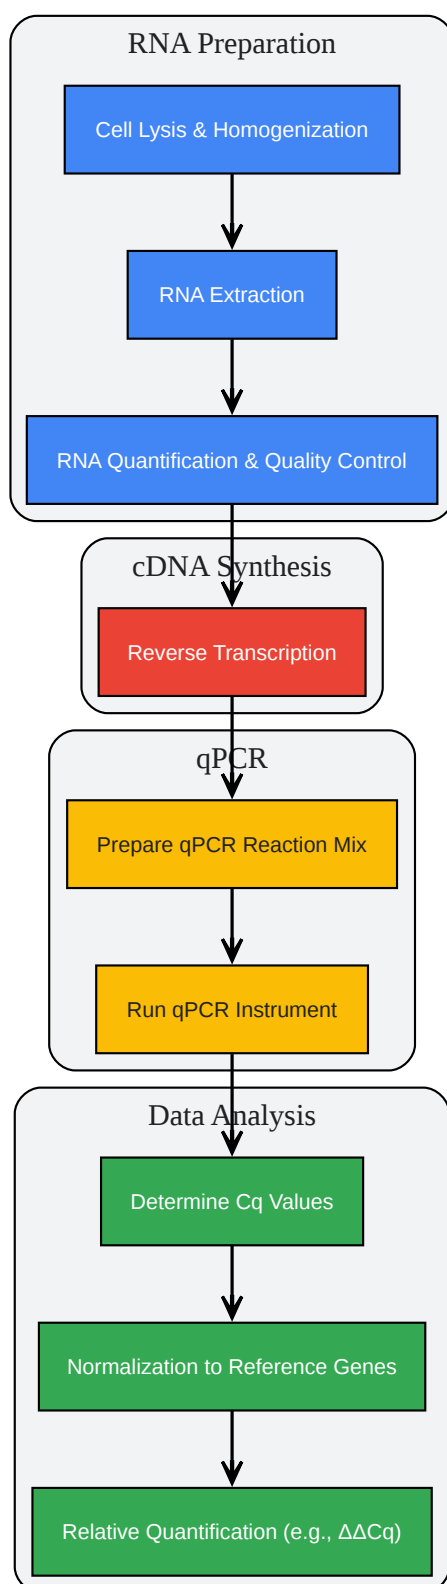 RNA Preparation
Cell Lysis & Homogenization
RNA Extraction
RNA Quantification & Quality Control
cDNA Synthesis
Reverse Transcription
qPCR
Prepare qPCR Reaction Mix
Run qPCR Instrument
Data Analysis
Determine Cq Values
Normalization to Reference Genes
Relative Quantification (e.g., ΔΔCq)